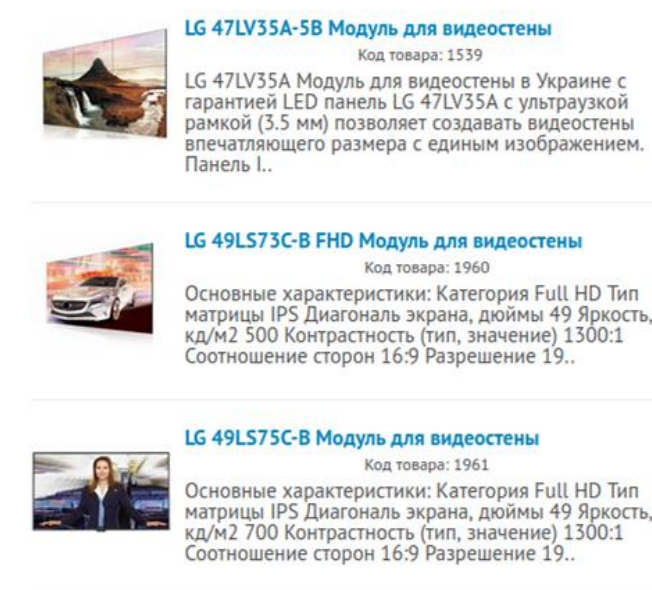 LG 47LV35A-5B Модуль для видеостены
Код товара: 1539
LG 47LV35A Модуль для видеостены в Украине с
гарантией LED панель LG 47LV35A с ультраузкой
рамкой (3.5 мм) позволяет создавать видеостены
впечатляющего размера с единым изображением.
Панель I..
LG 49LS73C-B FHD Модуль для видеостены
Код товара: 1960
Основные характеристики: Категория Full HD Тип
матрицы IPS Диагональ экрана, дюймы 49 Яркость,
кд/м2 500 Контрастность (тип, значение) 1300:1
Соотношение сторон 16:9 Разрешение 19..
LG 49LS75C-B Модуль для видеостены
Код товара: 1961
Основные характеристики: Категория Full HD Тип
матрицы IPS Диагональ экрана, дюймы 49 Яркость,
кд/м2 700 Контрастность (тип, значение) 1300:1
Соотношение сторон 16:9 Разрешение 19..